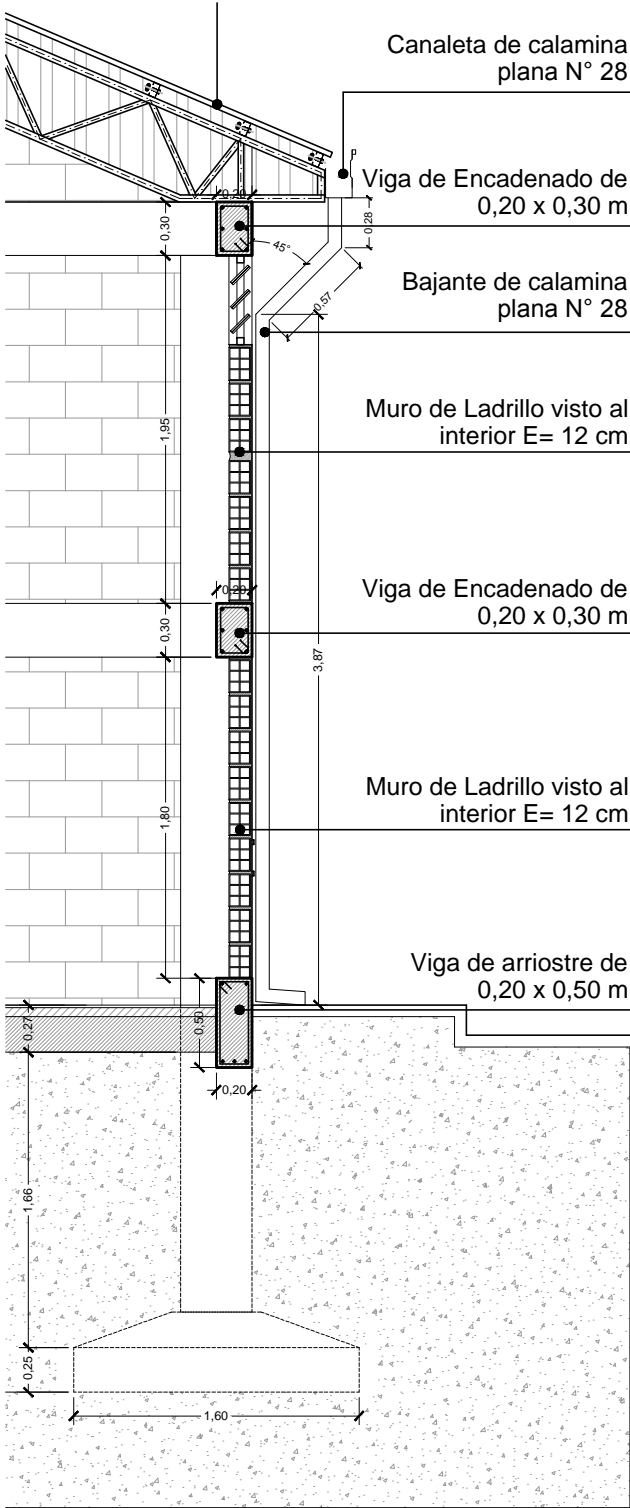 Canaleta de calamina
plana N° 28
Viga de Encadenado de
0,20 x 0,30 m
Bajante de calamina
plana N° 28
Muro de Ladrillo visto al
interior E= 12 cm
Viga de Encadenado de
0,20 x 0,30 m
Muro de Ladrillo visto al
interior E= 12 cm
Viga de arriostre de
0,20 x 0,50 m
0,20
0,30
0,28
45°
0,57
1,95
0,20
0,30
3,87
1,80
0,50
0,27
0,20
1,66
0,25
1,60